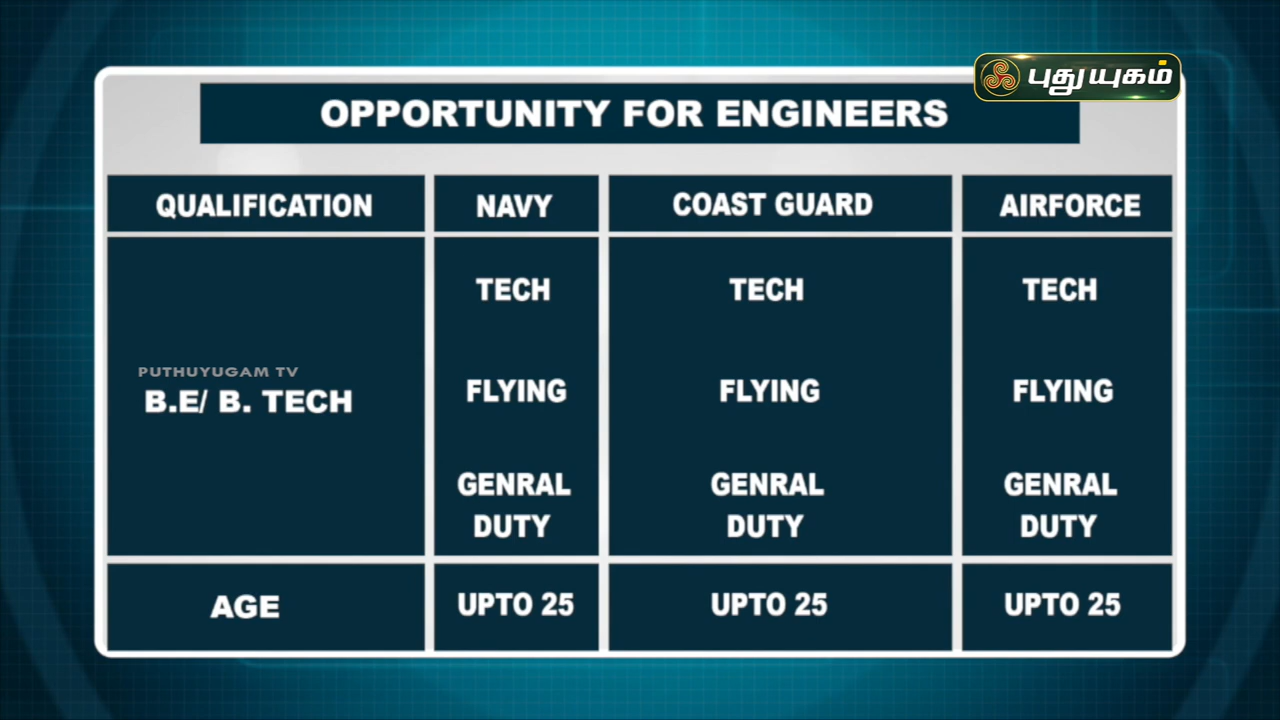 புதுயுகம்
OPPORTUNITY FOR ENGINEERS
QUALIFICATION NAVY COAST GUARD AIRFORCE
TECH TECH TECH
PUTHUYUGAM TV
B.E/ B. TECH FLYING FLYING FLYING
GENRAL GENRAL GENRAL
DUTY DUTY DUTY
AGE UPTO 25 UPTO 25 UPTO 25